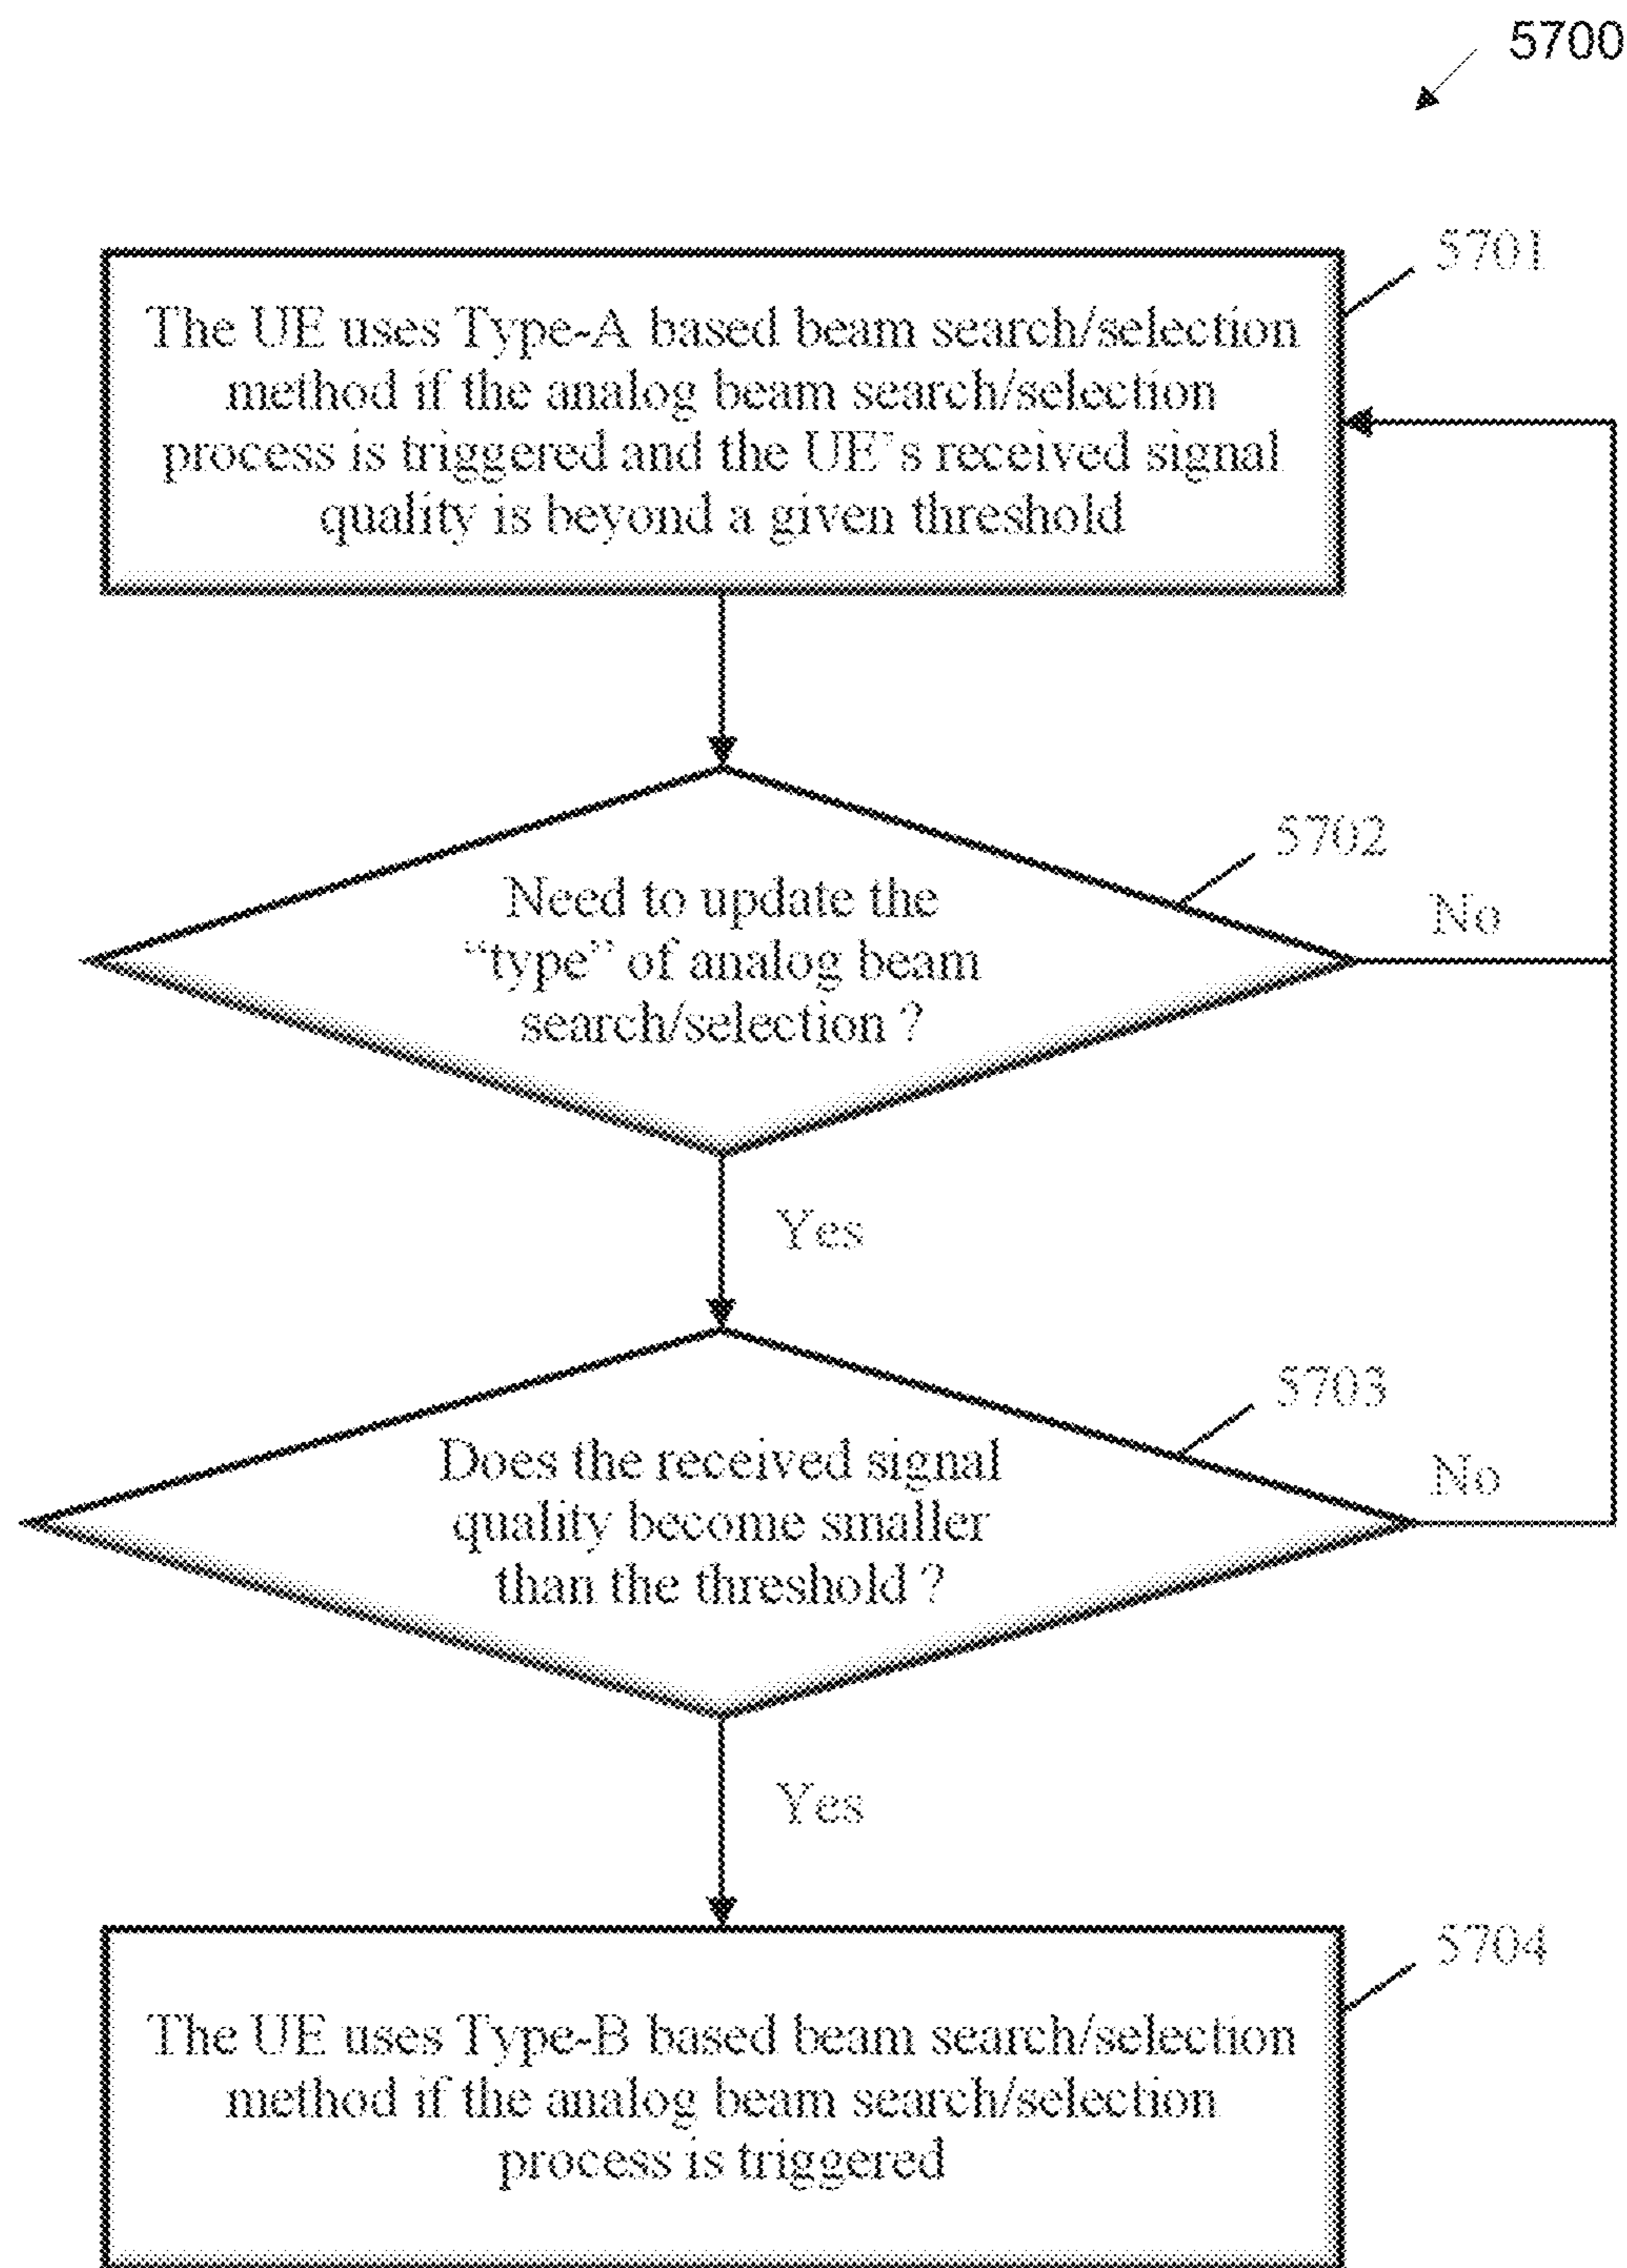 5700
5701
The UE uses Type-A based beam search/selection
method if the analog beam search/selection
process is triggered and the UE's received signal
quality is beyond a given threshold
5702
Need to update the
“type” of analog beam
search/selection ?
No
Yes
5703
Does the received signal
quality become smaller
than the threshold ?
No
Yes
5704
The UE uses Type-B based beam search/selection
method if the analog beam search/selection
process is triggered